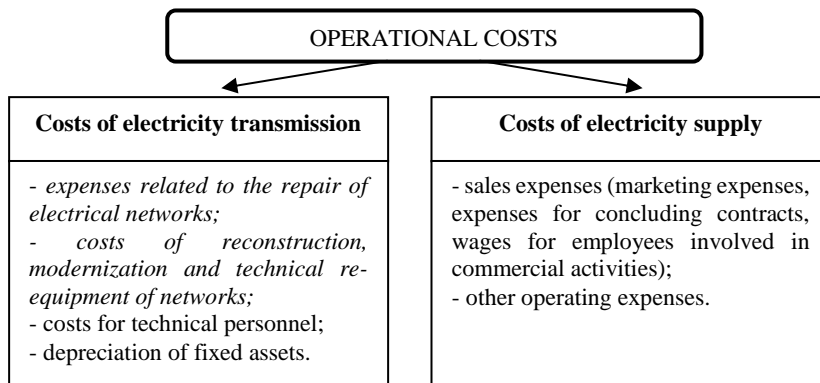 OPERATIONAL COSTS
Costs of electricity transmission
- expenses related to the repair of
electrical networks;
- costs of reconstruction,
modernization and technical re-
equipment of networks;
- costs for technical personnel;
- depreciation of fixed assets.
Costs of electricity supply
- sales expenses (marketing expenses,
expenses for concluding contracts,
wages for employees involved in
commercial activities);
- other operating expenses.